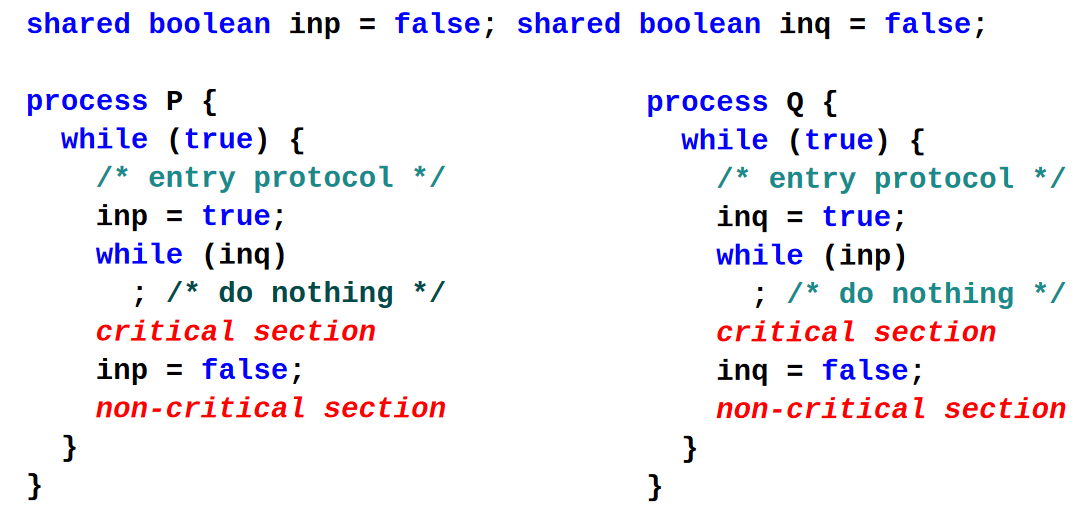 shared boolean inp = false; shared boolean inq = false;
process P {
  while (true) {
    /* entry protocol */
    inp = true;
    while (inq)
      ; /* do nothing */
    critical section
    inp = false;
    non-critical section
  }
}
process Q {
  while (true) {
    /* entry protocol */
    inq = true;
    while (inp)
      ; /* do nothing */
    critical section
    inq = false;
    non-critical section
  }
}